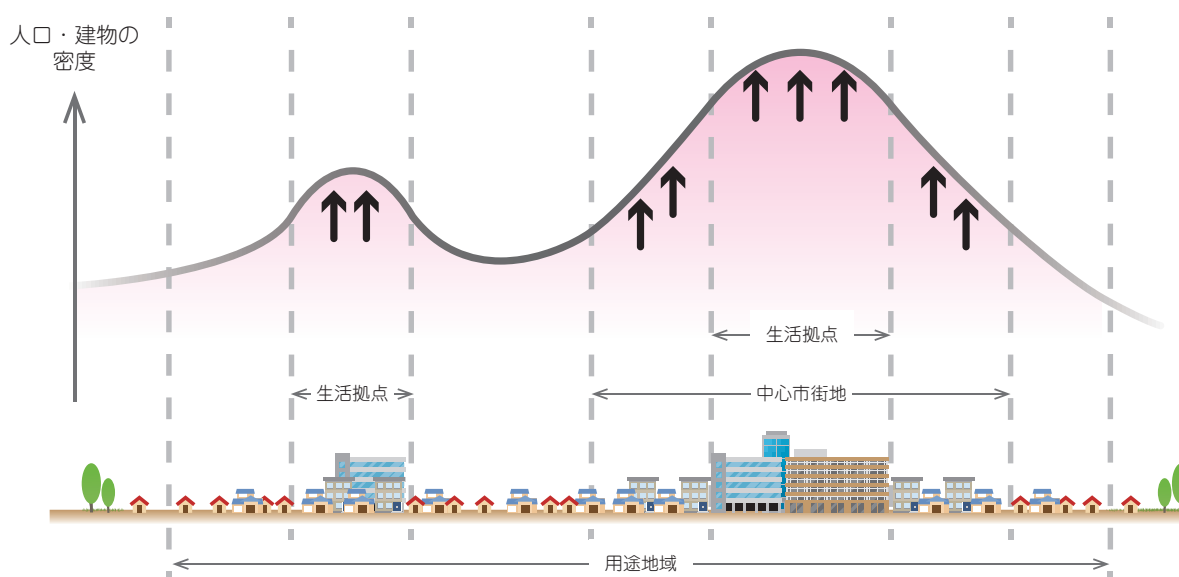 人口・建物の
密度
生活拠点
生活拠点
中心市街地
用途地域